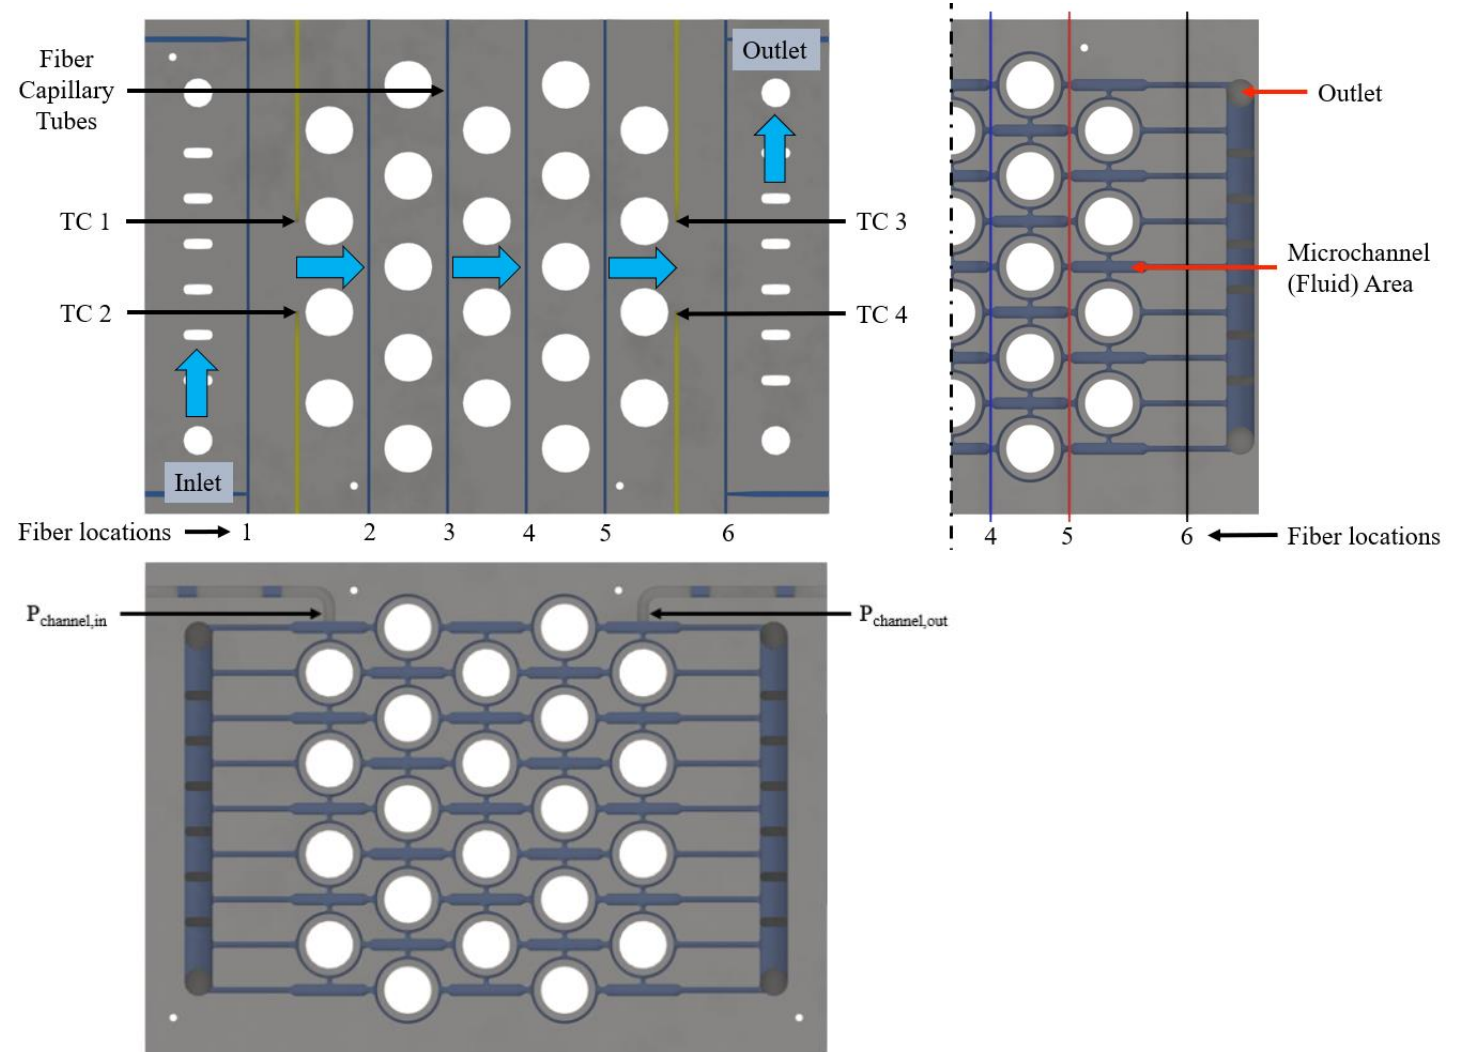 Fiber
Capillary
Tubes
Outlet
TC 1
TC 2
TC 3
TC 4
Inlet
Fiber locations
1
2
3
4
5
6
Outlet
Microchannel
(Fluid) Area
4
5
6
Fiber locations
Pchannel,in
Pchannel,out